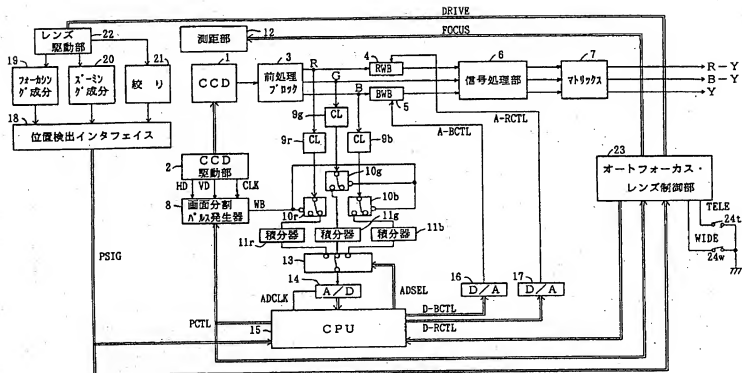 DRIVE
FOCUS
レンズ
駆動部
22
測距部
12
19
フォーカシン
グ成分
20
ズーミン
グ成分
21
絞り
1
CCD
3
前処理
ブロック
R
G
B
4
RWB
BWB
5
6
信号処理部
7
マトリックス
R-Y
B-Y
Y
18
位置検出インタフェイス
9g
CL
9r
CL
CL
9b
A-BCTL
A-RCTL
2
CCD
駆動部
HD
VD
CLK
8
画面分割
パルス発生器
WB
10g
10r
10b
23
オートフォーカス・
レンズ制御部
TELE
24t
WIDE
24w
11r
積分器
積分器
11g
積分器
11b
13
PSIG
14
A/D
ADCLK
ADSEL
16
D/A
17
D/A
PCTL
15
CPU
D-BCTL
D-RCTL